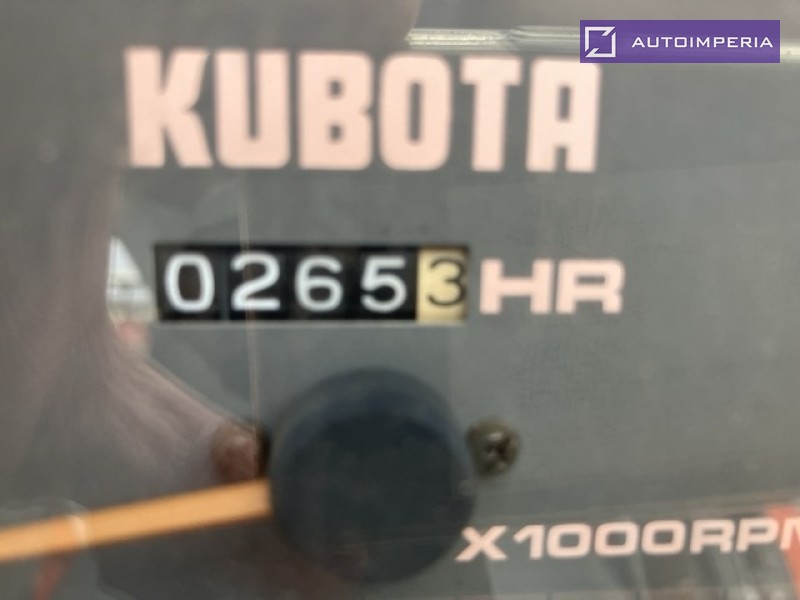 AUTOIMPERIA
KUBOTA
02653 HR
X1000RPM